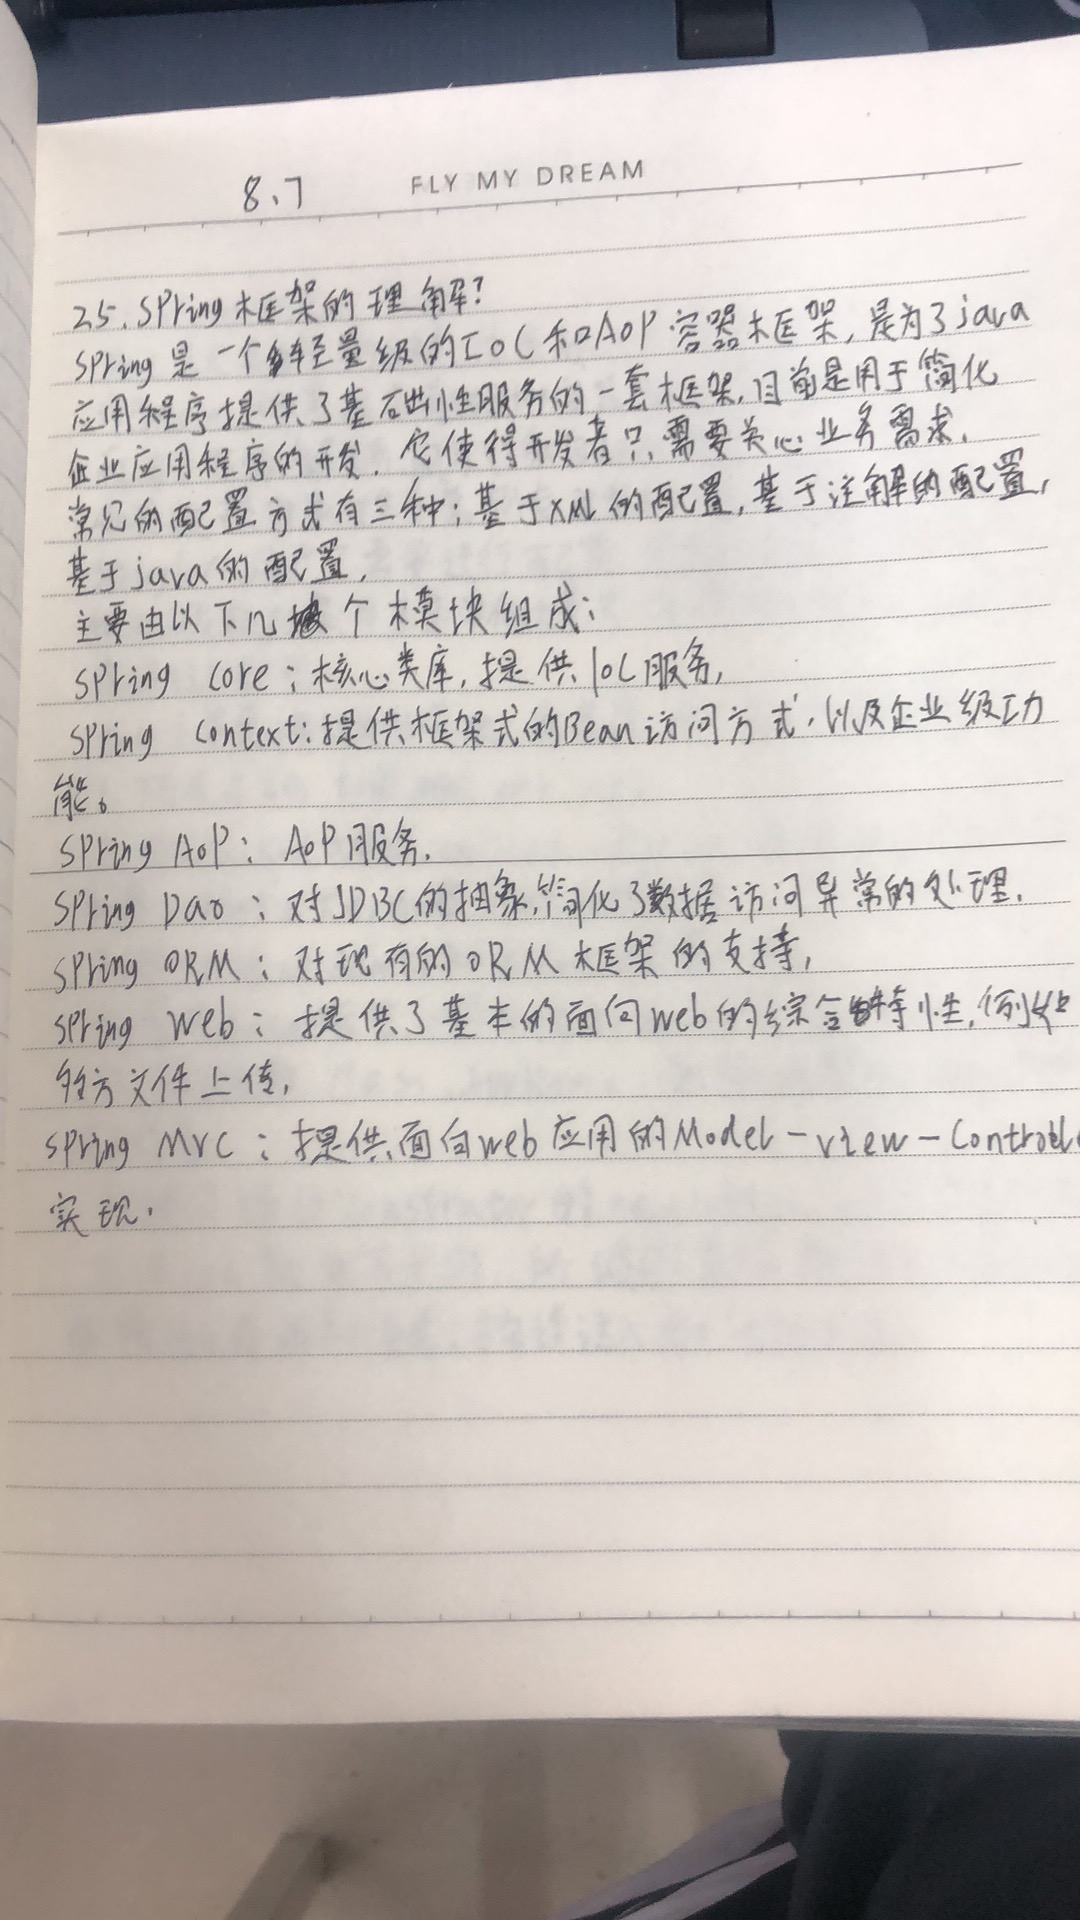 8.7 FLY MY DREAM
25.Spring框架的理解?
Spring是一个轻量级的IOC和AOP容器框架,是为了java
应用程序提供了基础性服务的一套框架,目前是用于简化
企业应用程序的开发.它使得开发者只需要关心业务需求.
常见的配置方式有三种:基于XML的配置,基于注解的配置,
基于java的配置,
主要由以下几个模块组成:
Spring Core:核心类库,提供IOC服务,
Spring Context:提供框架式的Bean访问方式,以及企业级功
能。
Spring AOP:AOP服务.
Spring Dao:对JDBC的抽象,简化了数据访问异常的处理.
Spring ORM:对现有的ORM框架的支持,
Spring Web:提供了基本的面向web的综合特性,例如
多方文件上传,
Spring MVC:提供面向web应用的Model-View-Controlle
实现.